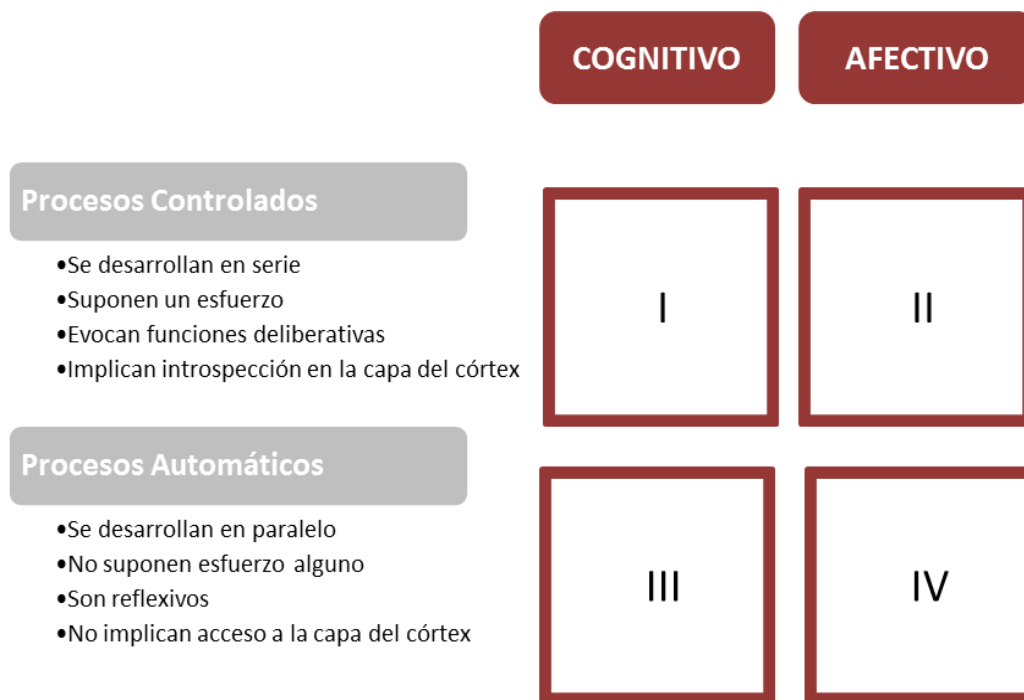 COGNITIVO
AFECTIVO
Procesos Controlados
•Se desarrollan en serie
•Suponen un esfuerzo
•Evocan funciones deliberativas
•Implican introspección en la capa del córtex
I
II
Procesos Automáticos
•Se desarrollan en paralelo
•No suponen esfuerzo alguno
•Son reflexivos
•No implican acceso a la capa del córtex
III
IV